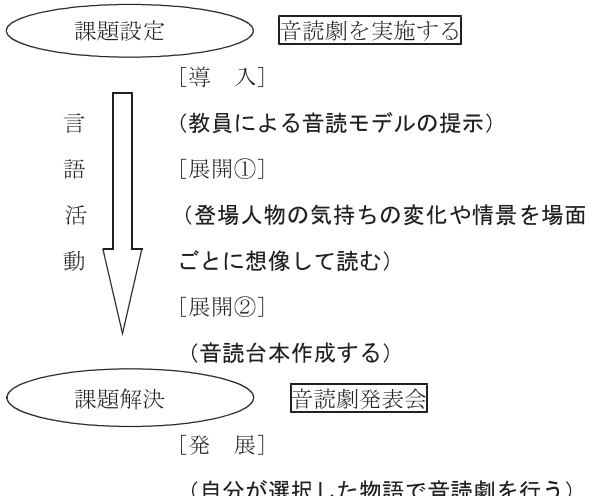 課題設定 音読劇を実施する
［導　入］
言 （教員による音読モデルの提示）
語 ［展開①］
活 （登場人物の気持ちの変化や情景を場面
動 ごとに想像して読む）
［展開②］
（音読台本作成する）
課題解決 音読劇発表会
［発　展］
（自分が選択した物語で音読劇を行う）